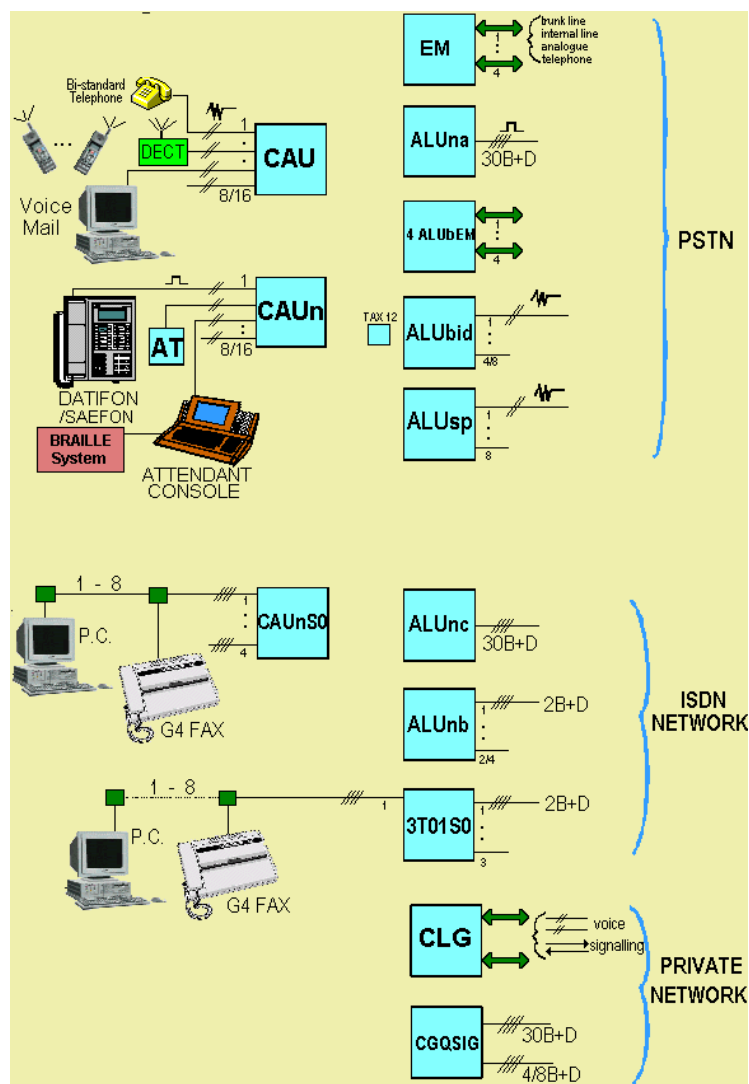 EM
1
4
trunk line
internal line
analogue
telephone
Bi-standard
Telephone
1
DECT
CAU
8/16
Voice
Mail
ALUna
30B+D
4 ALUbEM
1
4
PSTN
1
CAUn
AT
8/16
TAX 12
ALUbid
1
4/8
DATIFON
/SAEFON
BRAILLE
System
ATTENDANT
CONSOLE
ALUsp
1
8
1 - 8
P.C.
G4 FAX
1
CAUnS0
4
ALUnc
30B+D
ALUnb
1
2B+D
2/4
ISDN
NETWORK
1 - 8
P.C.
G4 FAX
1
3T01S0
1
2B+D
3
CLG
voice
signalling
PRIVATE
NETWORK
CGQSIG
30B+D
4/8B+D